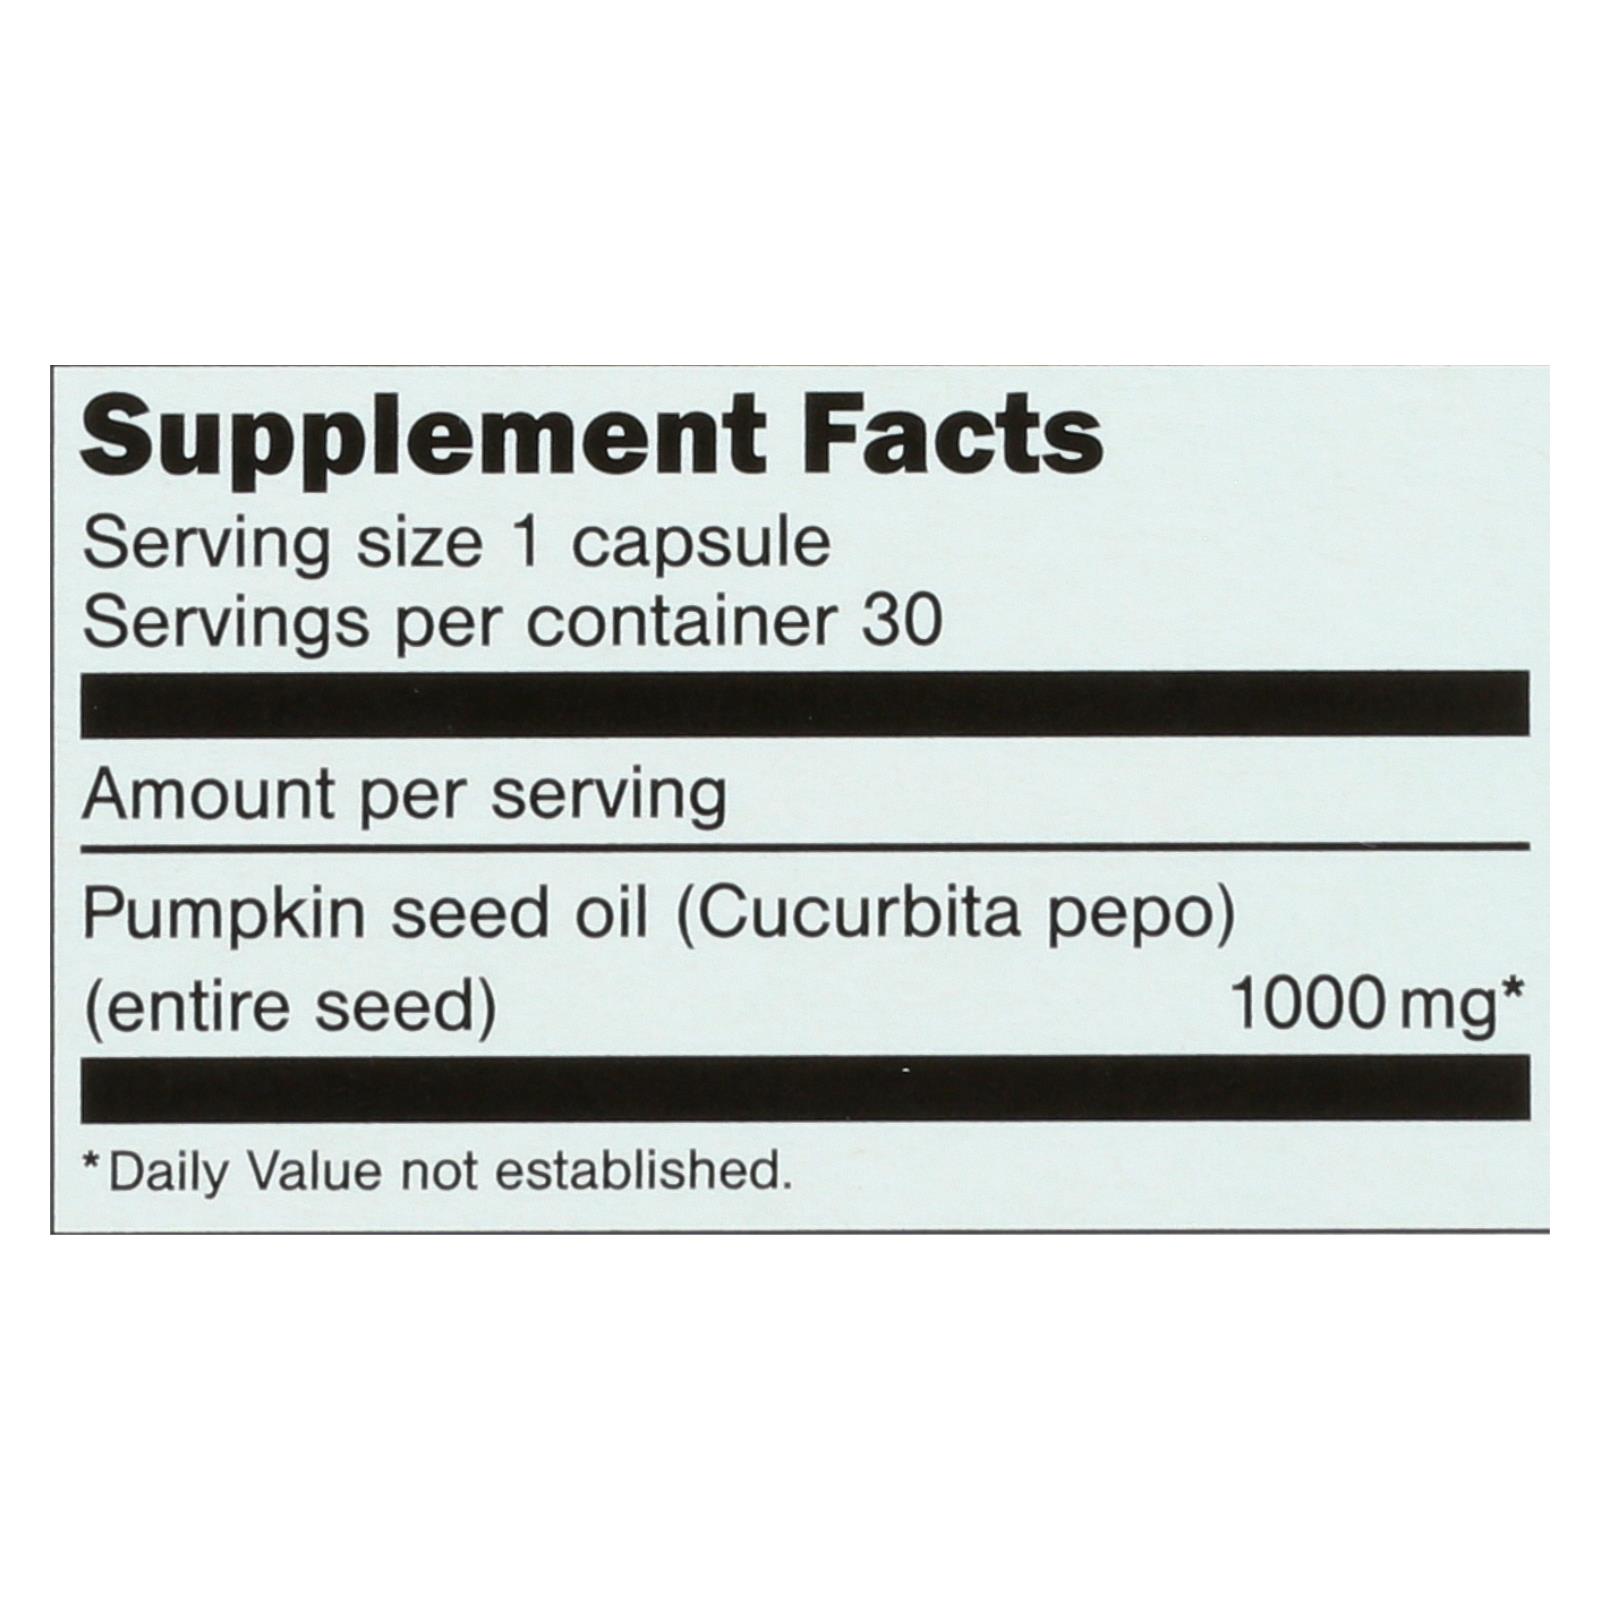 Supplement Facts
Serving size 1 capsule
Servings per container 30
Amount per serving
Pumpkin seed oil (Cucurbita pepo)
(entire seed) 1000 mg*
*Daily Value not established.